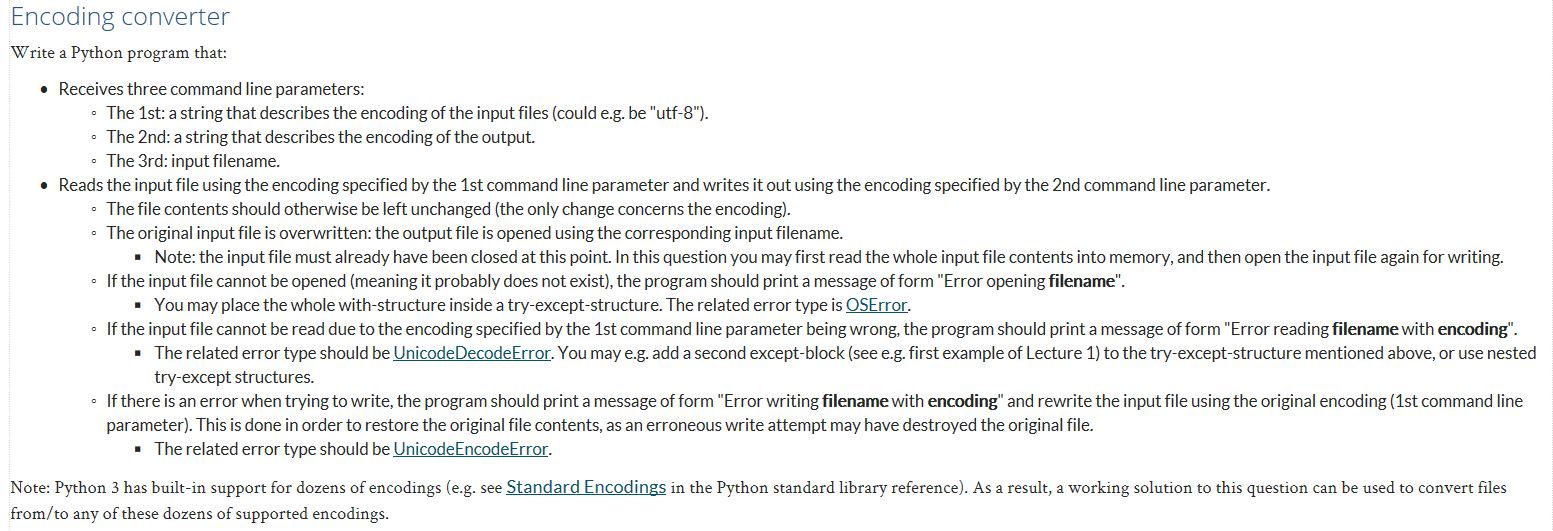 Encoding converter
Write a Python program that:
• Receives three command line parameters:
◦ The 1st: a string that describes the encoding of the input files (could e.g. be "utf-8").
◦ The 2nd: a string that describes the encoding of the output.
◦ The 3rd: input filename.
• Reads the input file using the encoding specified by the 1st command line parameter and writes it out using the encoding specified by the 2nd command line parameter.
◦ The file contents should otherwise be left unchanged (the only change concerns the encoding).
◦ The original input file is overwritten: the output file is opened using the corresponding input filename.
▪ Note: the input file must already have been closed at this point. In this question you may first read the whole input file contents into memory, and then open the input file again for writing.
◦ If the input file cannot be opened (meaning it probably does not exist), the program should print a message of form "Error opening filename".
▪ You may place the whole with-structure inside a try-except-structure. The related error type is OSError.
◦ If the input file cannot be read due to the encoding specified by the 1st command line parameter being wrong, the program should print a message of form "Error reading filename with encoding".
▪ The related error type should be UnicodeDecodeError. You may e.g. add a second except-block (see e.g. first example of Lecture 1) to the try-except-structure mentioned above, or use nested
try-except structures.
◦ If there is an error when trying to write, the program should print a message of form "Error writing filename with encoding" and rewrite the input file using the original encoding (1st command line
parameter). This is done in order to restore the original file contents, as an erroneous write attempt may have destroyed the original file.
▪ The related error type should be UnicodeEncodeError.
Note: Python 3 has built-in support for dozens of encodings (e.g. see Standard Encodings in the Python standard library reference). As a result, a working solution to this question can be used to convert files
from/to any of these dozens of supported encodings.